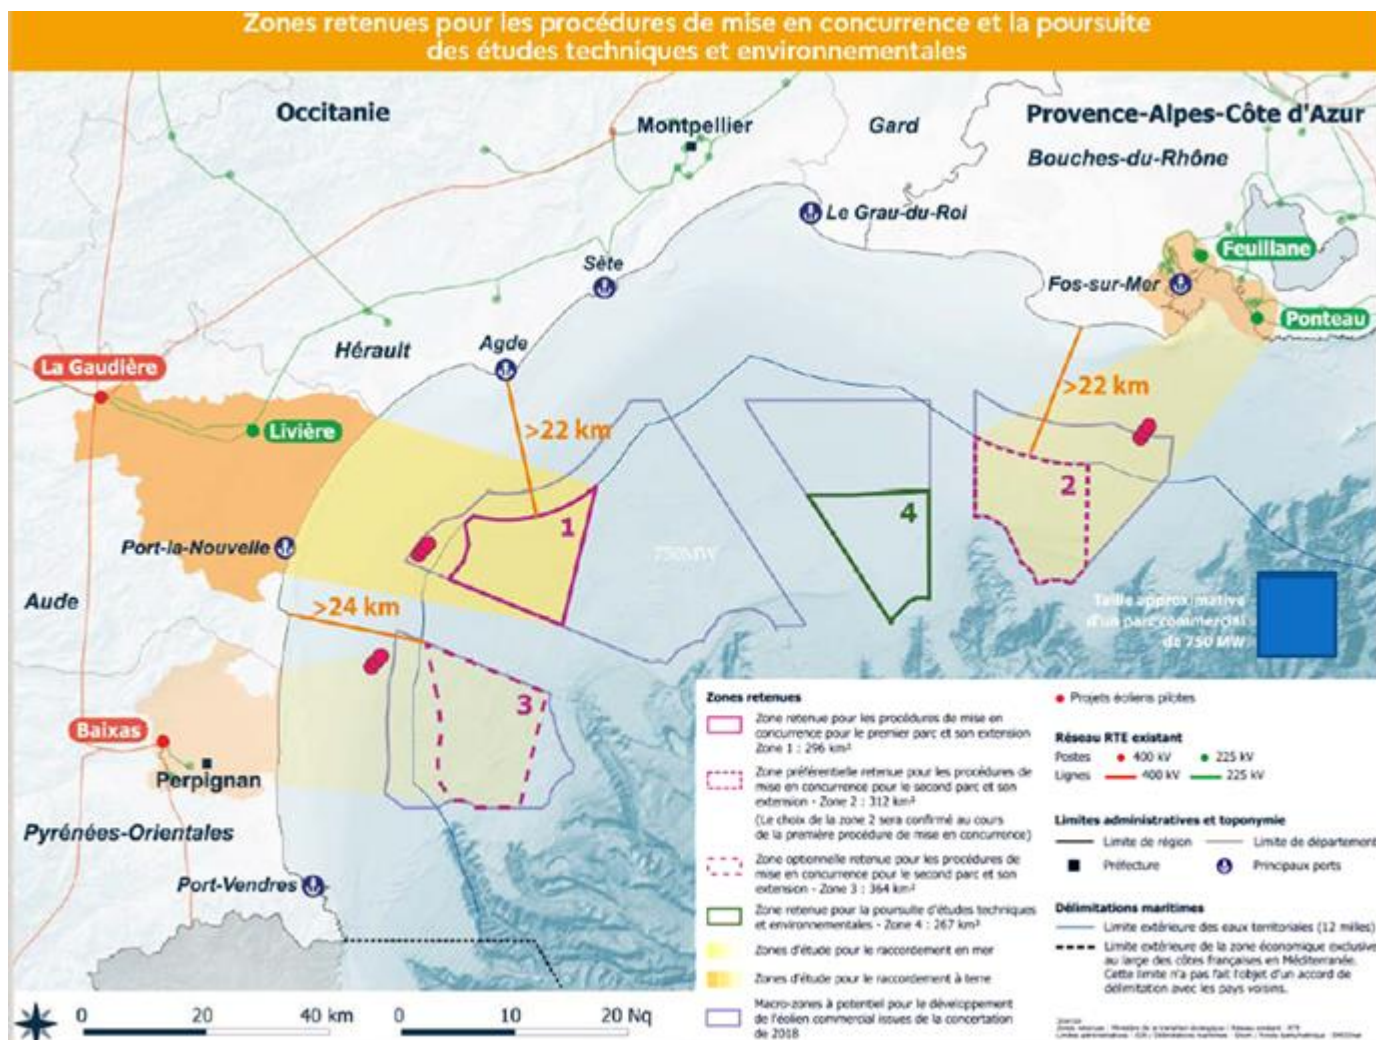 Zones retenues pour les procédures de mise en concurrence et la poursuite
des études techniques et environnementales
Occitanie
Montpellier
Gard
Provence-Alpes-Côte d'Azur
Bouches-du-Rhône
Le Grau-du-Roi
Feuillane
Sète
Fos-sur-Mer
Ponteau
Agde
Hérault
La Gaudière
>22 km
>22 km
Livière
2
1
4
Port-la-Nouvelle
750MW
Aude
>24 km
Taille approximative
d'un parc commercial
de 750 MW
3
Baixas
Perpignan
Pyrénées-Orientales
Port-Vendres
0 20 40 km
0 10 20 Nq
Zones retenues
Zone retenue pour les procédures de mise en
concurrence pour le premier parc et son extension
Zone 1 : 296 km²
Zone préférentielle retenue pour les procédures de
mise en concurrence pour le second parc et son
extension - Zone 2 : 312 km²
(Le choix de la zone 2 sera confirmé au cours
de la première procédure de mise en concurrence)
Zone optionnelle retenue pour les procédures de
mise en concurrence pour le second parc et son
extension - Zone 3 : 364 km²
Zone retenue pour la poursuite d'études techniques
et environnementales - Zone 4 : 267 km²
Zones d'étude pour le raccordement en mer
Zones d'étude pour le raccordement à terre
Macro-zones à potentiel pour le développement
de l'éolien commercial issues de la concertation
de 2018
Projets éoliens pilotes
Réseau RTE existant
Postes 400 kV 225 kV
Lignes 400 kV 225 kV
Limites administratives et toponymie
Limite de région Limite de département
Préfecture Principaux ports
Délimitations maritimes
Limite extérieure des eaux territoriales (12 milles)
Limite extérieure de la zone économique exclusive
au large des côtes françaises en Méditerranée.
Cette limite n'a pas fait l'objet d'un accord de
délimitation avec les pays voisins.